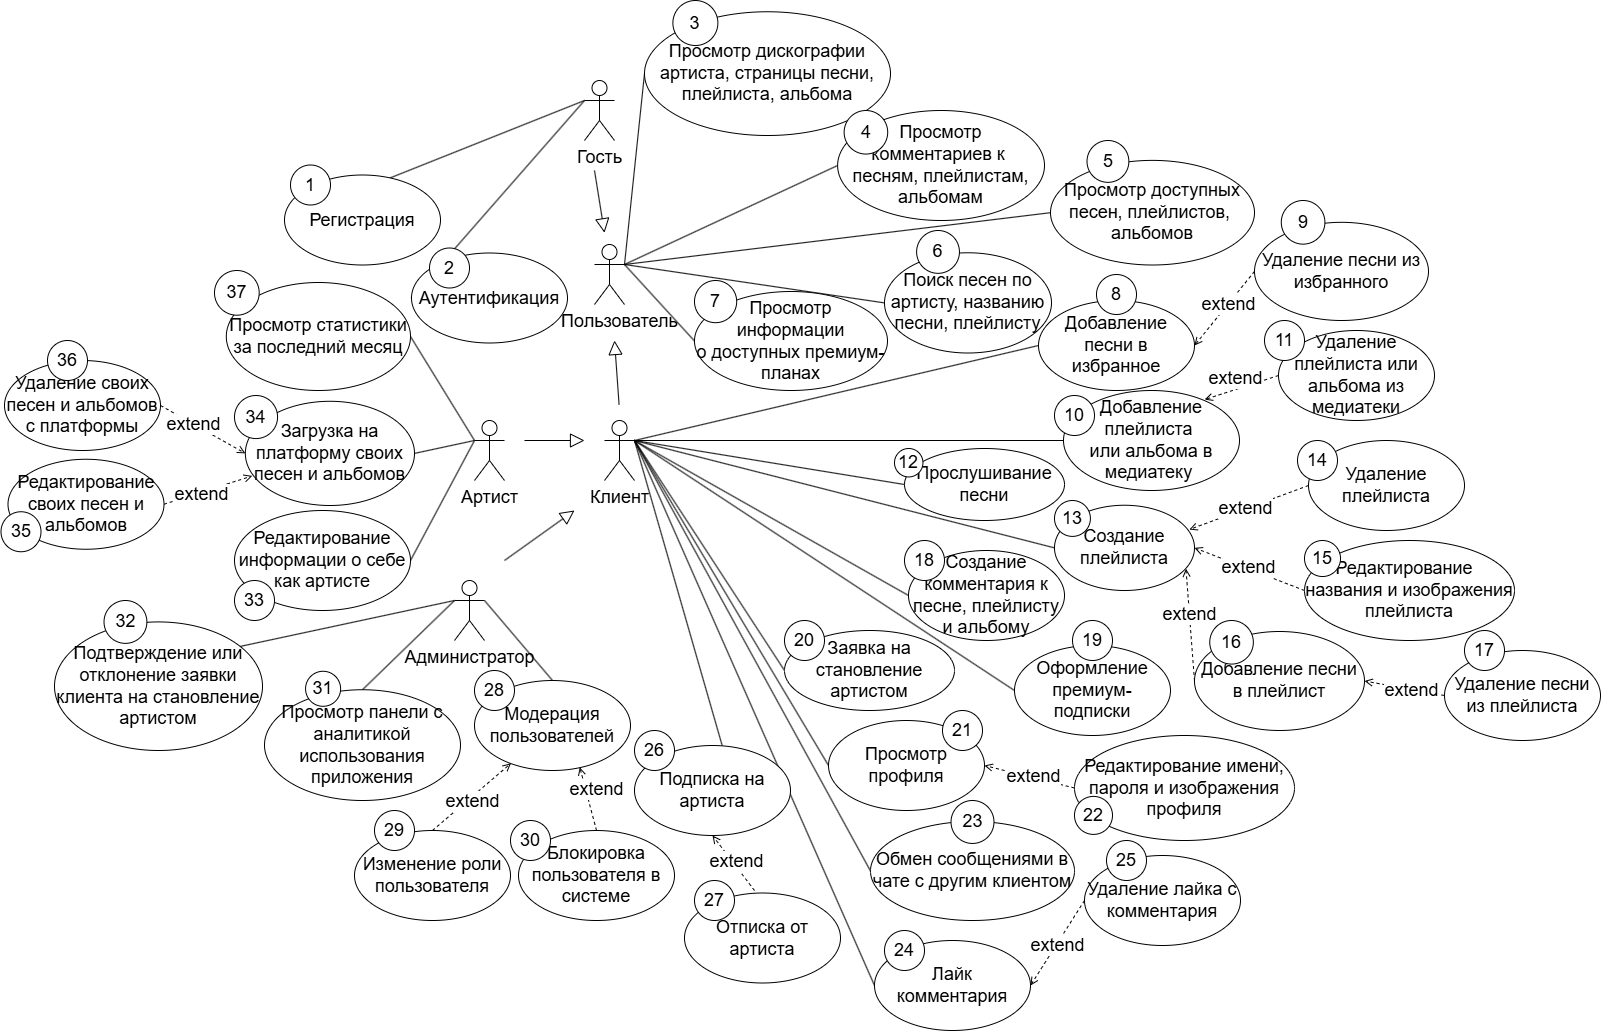 3
Просмотр дискографии
артиста, страницы песни,
плейлиста, альбома
4
Просмотр
комментариев к
песням, плейлистам,
альбомам
Гость
5
Просмотр доступных
песен, плейлистов,
альбомов
1
Регистрация
9
Удаление песни из
избранного
extend
2
Аутентификация
6
Поиск песен по
артисту, названию
песни, плейлисту
Пользователь
7
Просмотр
информации
о доступных премиум-
планах
8
Добавление
песни в
избранное
37
Просмотр статистики
за последний месяц
11
Удаление
плейлиста или
альбома из
медиатеки
extend
36
Удаление своих
песен и альбомов
с платформы
extend
34
Загрузка на
платформу своих
песен и альбомов
10
Добавление
плейлиста
или альбома в
медиатеку
Артист
Клиент
12
Прослушивание
песни
14
Удаление
плейлиста
extend
Редактирование
своих песен и
альбомов
35
extend
13
Создание
плейлиста
Редактирование
информации о себе
как артисте
33
18
Создание
комментария к
песне, плейлисту
и альбому
extend
15
Редактирование
названия и изображения
плейлиста
extend
32
Подтверждение или
отклонение заявки
клиента на становление
артистом
Администратор
20
Заявка на
становление
артистом
19
Оформление
премиум-
подписки
16
Добавление песни
в плейлист
extend
17
Удаление песни
из плейлиста
31
Просмотр панели с
аналитикой
использования
приложения
28
Модерация
пользователей
26
Подписка на
артиста
21
Просмотр
профиля
extend
Редактирование имени,
пароля и изображения
профиля
22
extend
extend
29
Изменение роли
пользователя
30
Блокировка
пользователя в
системе
extend
27
Отписка от
артиста
23
Обмен сообщениями в
чате с другим клиентом
25
Удаление лайка с
комментария
extend
24
Лайк
комментария